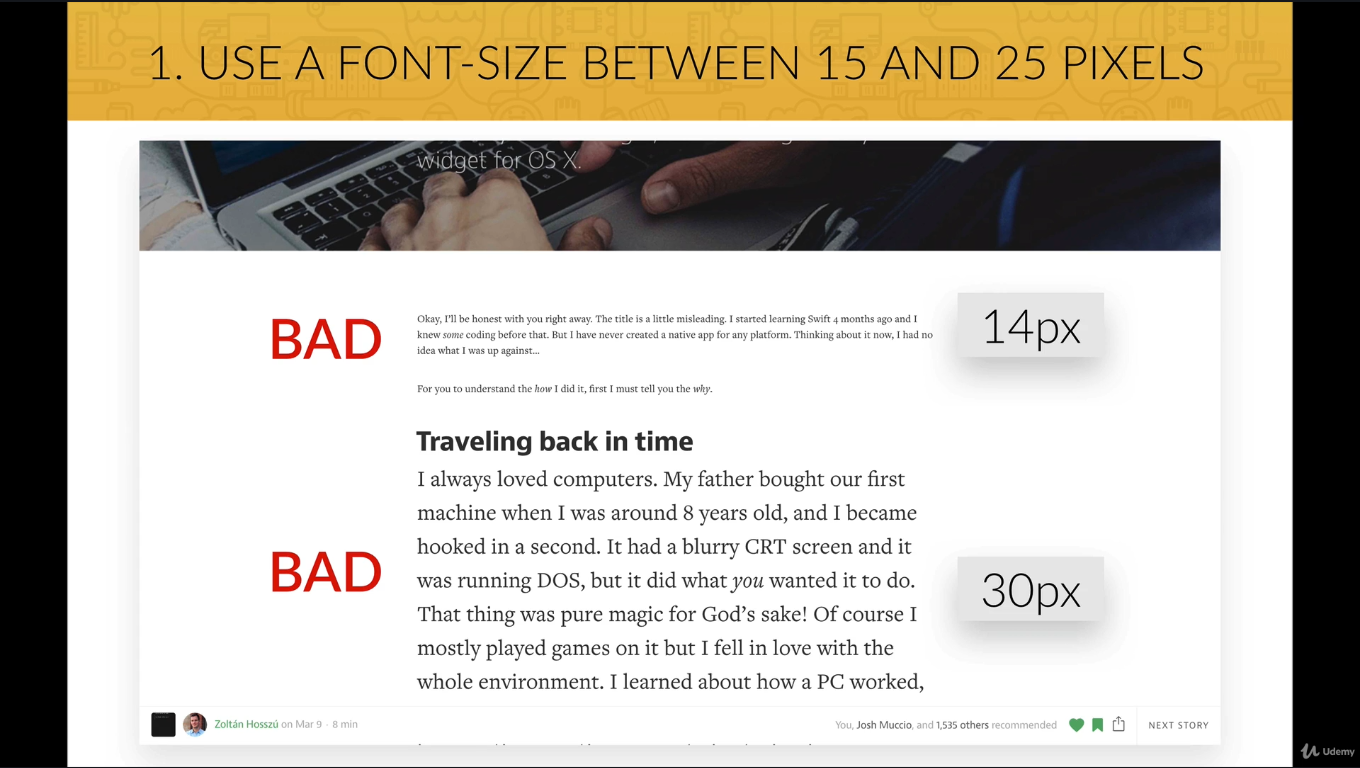 1. USE A FONT-SIZE BETWEEN 15 AND 25 PIXELS
widget for OS X.
BAD
Okay, I'll be honest with you right away. The title is a little misleading. I started learning Swift 4 months ago and I
knew some coding before that. But I have never created a native app for any platform. Thinking about it now, I had no
idea what I was up against…
14px
For you to understand the how I did it, first I must tell you the why.
Traveling back in time
I always loved computers. My father bought our first
machine when I was around 8 years old, and I became
hooked in a second. It had a blurry CRT screen and it
BAD
was running DOS, but it did what you wanted it to do.
30px
That thing was pure magic for God's sake! Of course I
mostly played games on it but I fell in love with the
whole environment. I learned about how a PC worked,
Zoltán Hosszú on Mar 9 · 8 min
You, Josh Muccio, and 1,535 others recommended
NEXT STORY
Udemy